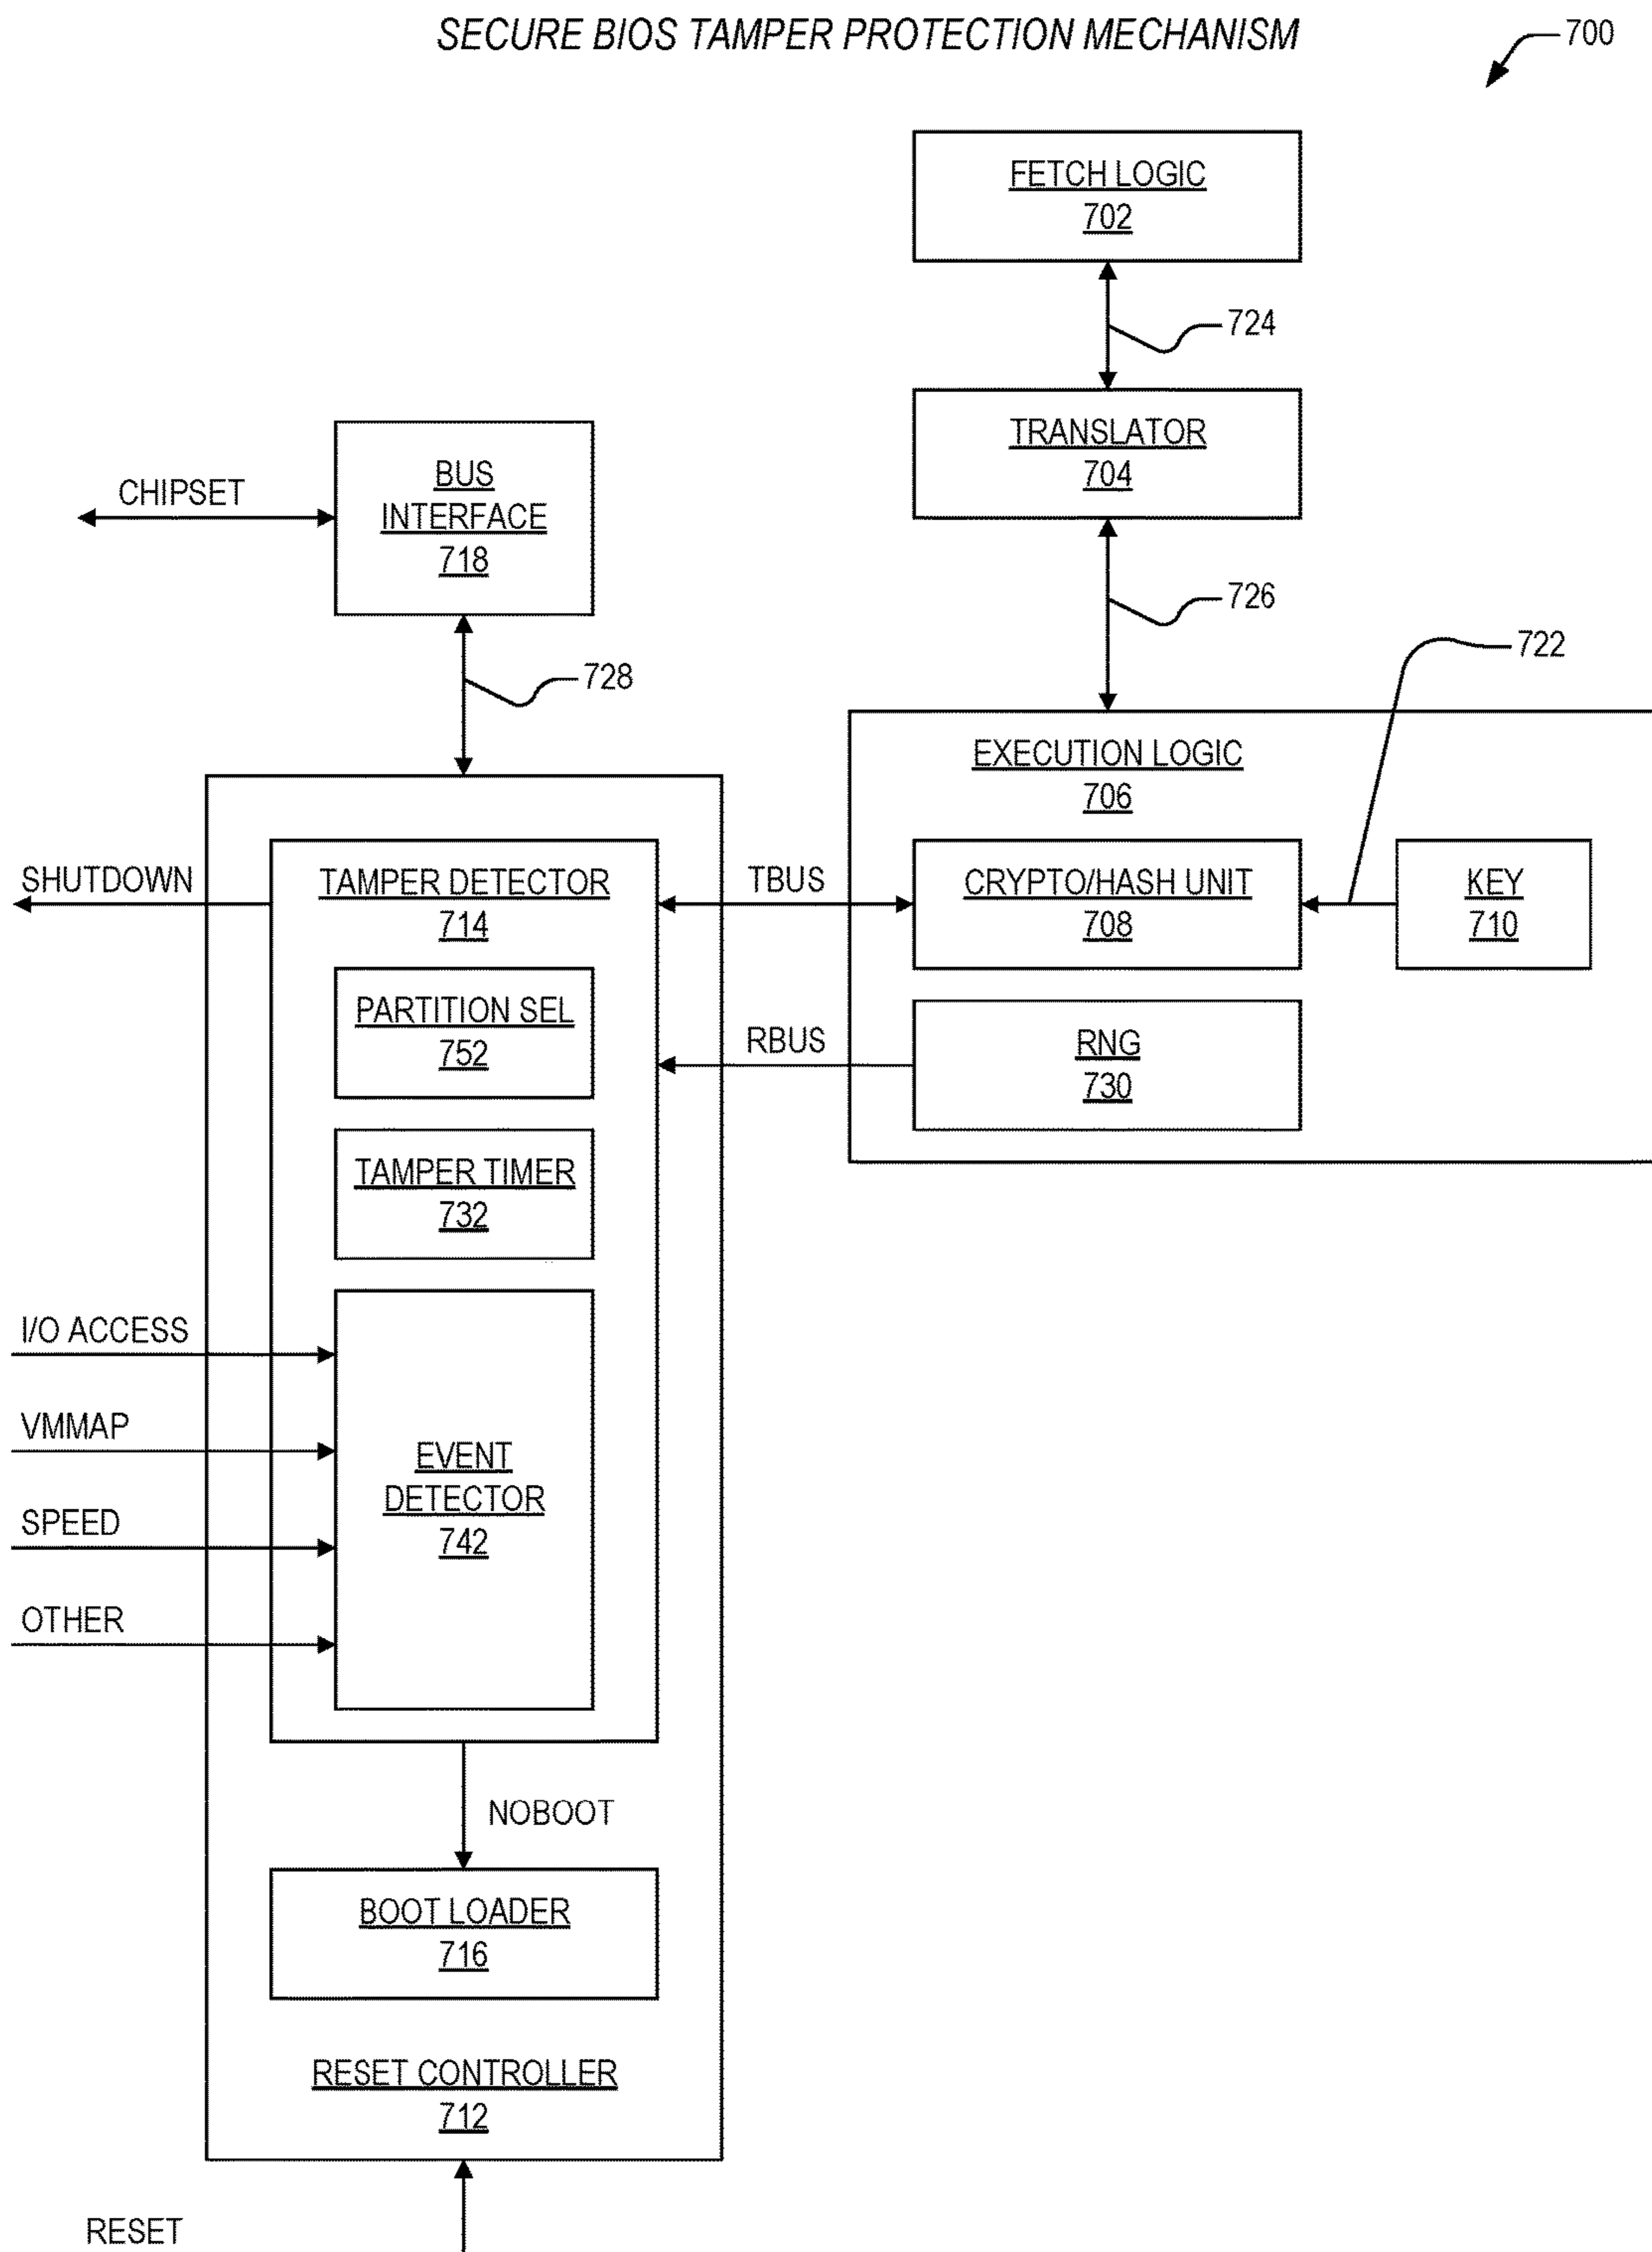 SECURE BIOS TAMPER PROTECTION MECHANISM
700
FETCH LOGIC
702
724
TRANSLATOR
704
BUS
INTERFACE
718
CHIPSET
726
722
728
EXECUTION LOGIC
706
SHUTDOWN
TAMPER DETECTOR
714
TBUS
CRYPTO/HASH UNIT
708
KEY
710
PARTITION SEL
752
RBUS
RNG
730
TAMPER TIMER
732
I/O ACCESS
VMMAP
SPEED
OTHER
EVENT
DETECTOR
742
NOBOOT
BOOT LOADER
716
RESET CONTROLLER
712
RESET